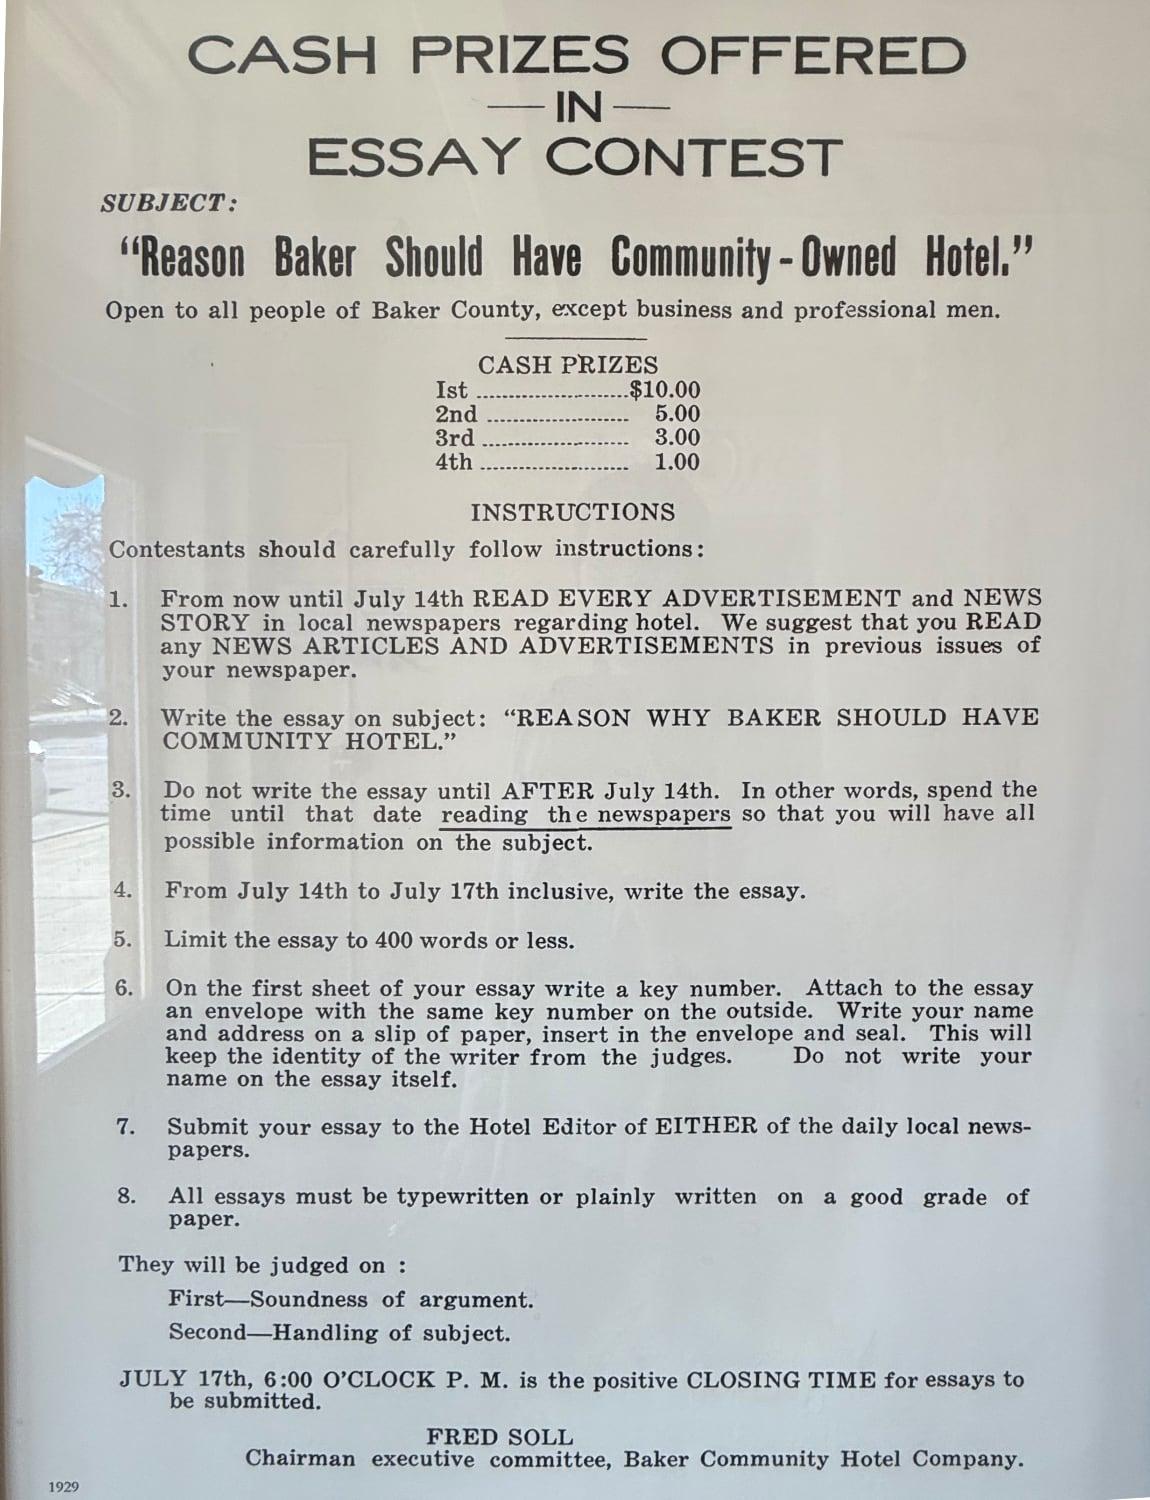 CASH PRIZES OFFERED
— IN —
ESSAY CONTEST
SUBJECT:
“Reason Baker Should Have Community-Owned Hotel.”
Open to all people of Baker County, except business and professional men.
CASH PRIZES
Ist ..........................$10.00
2nd ........................ 5.00
3rd ......................... 3.00
4th ......................... 1.00
INSTRUCTIONS
Contestants should carefully follow instructions:
1. From now until July 14th READ EVERY ADVERTISEMENT and NEWS
STORY in local newspapers regarding hotel. We suggest that you READ
any NEWS ARTICLES AND ADVERTISEMENTS in previous issues of
your newspaper.
2. Write the essay on subject: “REASON WHY BAKER SHOULD HAVE
COMMUNITY HOTEL.”
3. Do not write the essay until AFTER July 14th. In other words, spend the
time until that date reading the newspapers so that you will have all
possible information on the subject.
4. From July 14th to July 17th inclusive, write the essay.
5. Limit the essay to 400 words or less.
6. On the first sheet of your essay write a key number. Attach to the essay
an envelope with the same key number on the outside. Write your name
and address on a slip of paper, insert in the envelope and seal. This will
keep the identity of the writer from the judges. Do not write your
name on the essay itself.
7. Submit your essay to the Hotel Editor of EITHER of the daily local news-
papers.
8. All essays must be typewritten or plainly written on a good grade of
paper.
They will be judged on :
First—Soundness of argument.
Second—Handling of subject.
JULY 17th, 6:00 O’CLOCK P. M. is the positive CLOSING TIME for essays to
be submitted.
FRED SOLL
Chairman executive committee, Baker Community Hotel Company.
1929